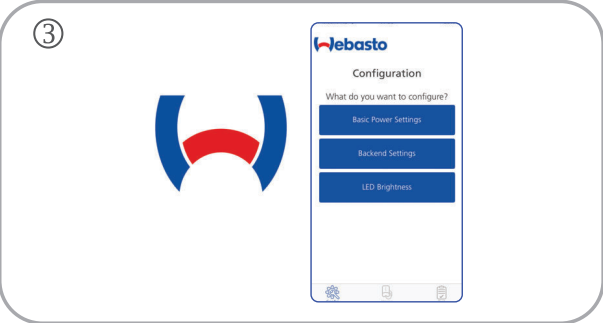 ③
Webasto
Configuration
What do you want to configure?
Basic Power Settings
Backend Settings
LED Brightness